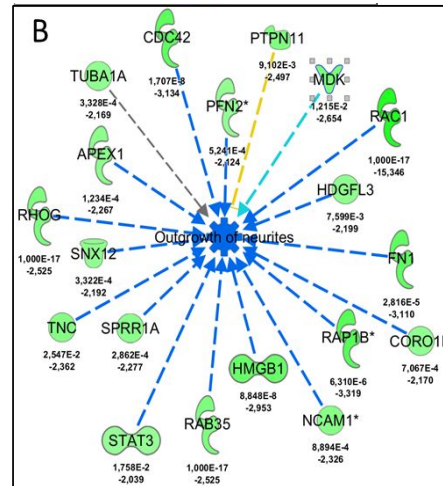 B
CDC42
1,707E-8
-3,134
PTPN11
9,102E-3
-2,497
TUBA1A
3,328E-4
-2,169
PFN2*
5,241E-4
-2,124
MDK
1,215E-2
-2,654
RAC1
1,000E-17
-15,346
APEX1
1,234E-4
-2,267
HDGFL3
7,599E-3
-2,199
RHOG
1,000E-17
-2,525
SNX12
3,322E-4
-2,192
Outgrowth of neurites
FN1
2,816E-5
-3,110
TNC
2,547E-2
-2,362
SPRR1A
2,862E-4
-2,277
HMGB1
8,848E-8
-2,953
RAP1B*
6,310E-6
-3,319
7,067E-4
-2,170
STAT3
1,758E-2
-2,039
RAB35
1,000E-17
-2,525
NCAM1*
8,894E-4
-2,326